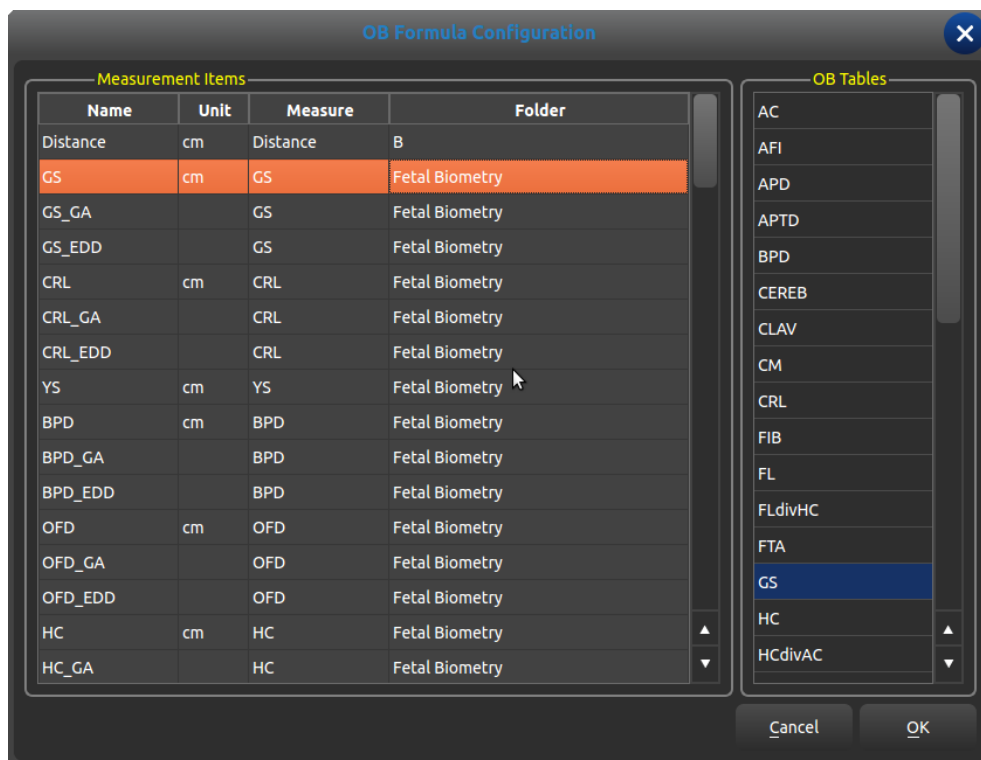 OB Formula Configuration
Measurement Items
Name Unit Measure Folder
Distance cm Distance B
GS cm GS Fetal Biometry
GS_GA GS Fetal Biometry
GS_EDD GS Fetal Biometry
CRL cm CRL Fetal Biometry
CRL_GA CRL Fetal Biometry
CRL_EDD CRL Fetal Biometry
YS cm YS Fetal Biometry
BPD cm BPD Fetal Biometry
BPD_GA BPD Fetal Biometry
BPD_EDD BPD Fetal Biometry
OFD cm OFD Fetal Biometry
OFD_GA OFD Fetal Biometry
OFD_EDD OFD Fetal Biometry
HC cm HC Fetal Biometry
HC_GA HC Fetal Biometry
OB Tables
AC
AFI
APD
APTD
BPD
CEREB
CLAV
CM
CRL
FIB
FL
FLdivHC
FTA
GS
HC
HCdivAC
Cancel OK